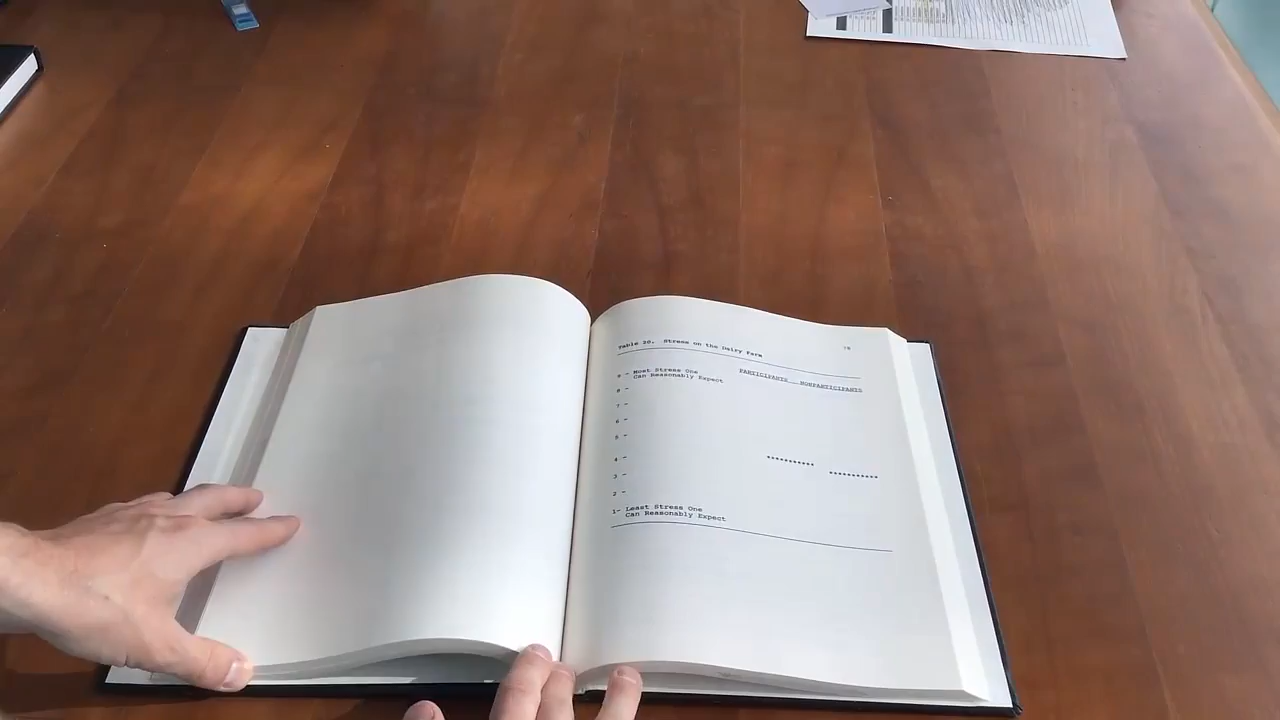 Table 20. Stress on the Dairy Farm
PARTICIPANTS NONPARTICIPANTS
9 - Most Stress One
Can Reasonably Expect
8 -
7 -
6 -
5 -
4 - ***********
3 - ***********
2 -
1- Least Stress One
Can Reasonably Expect